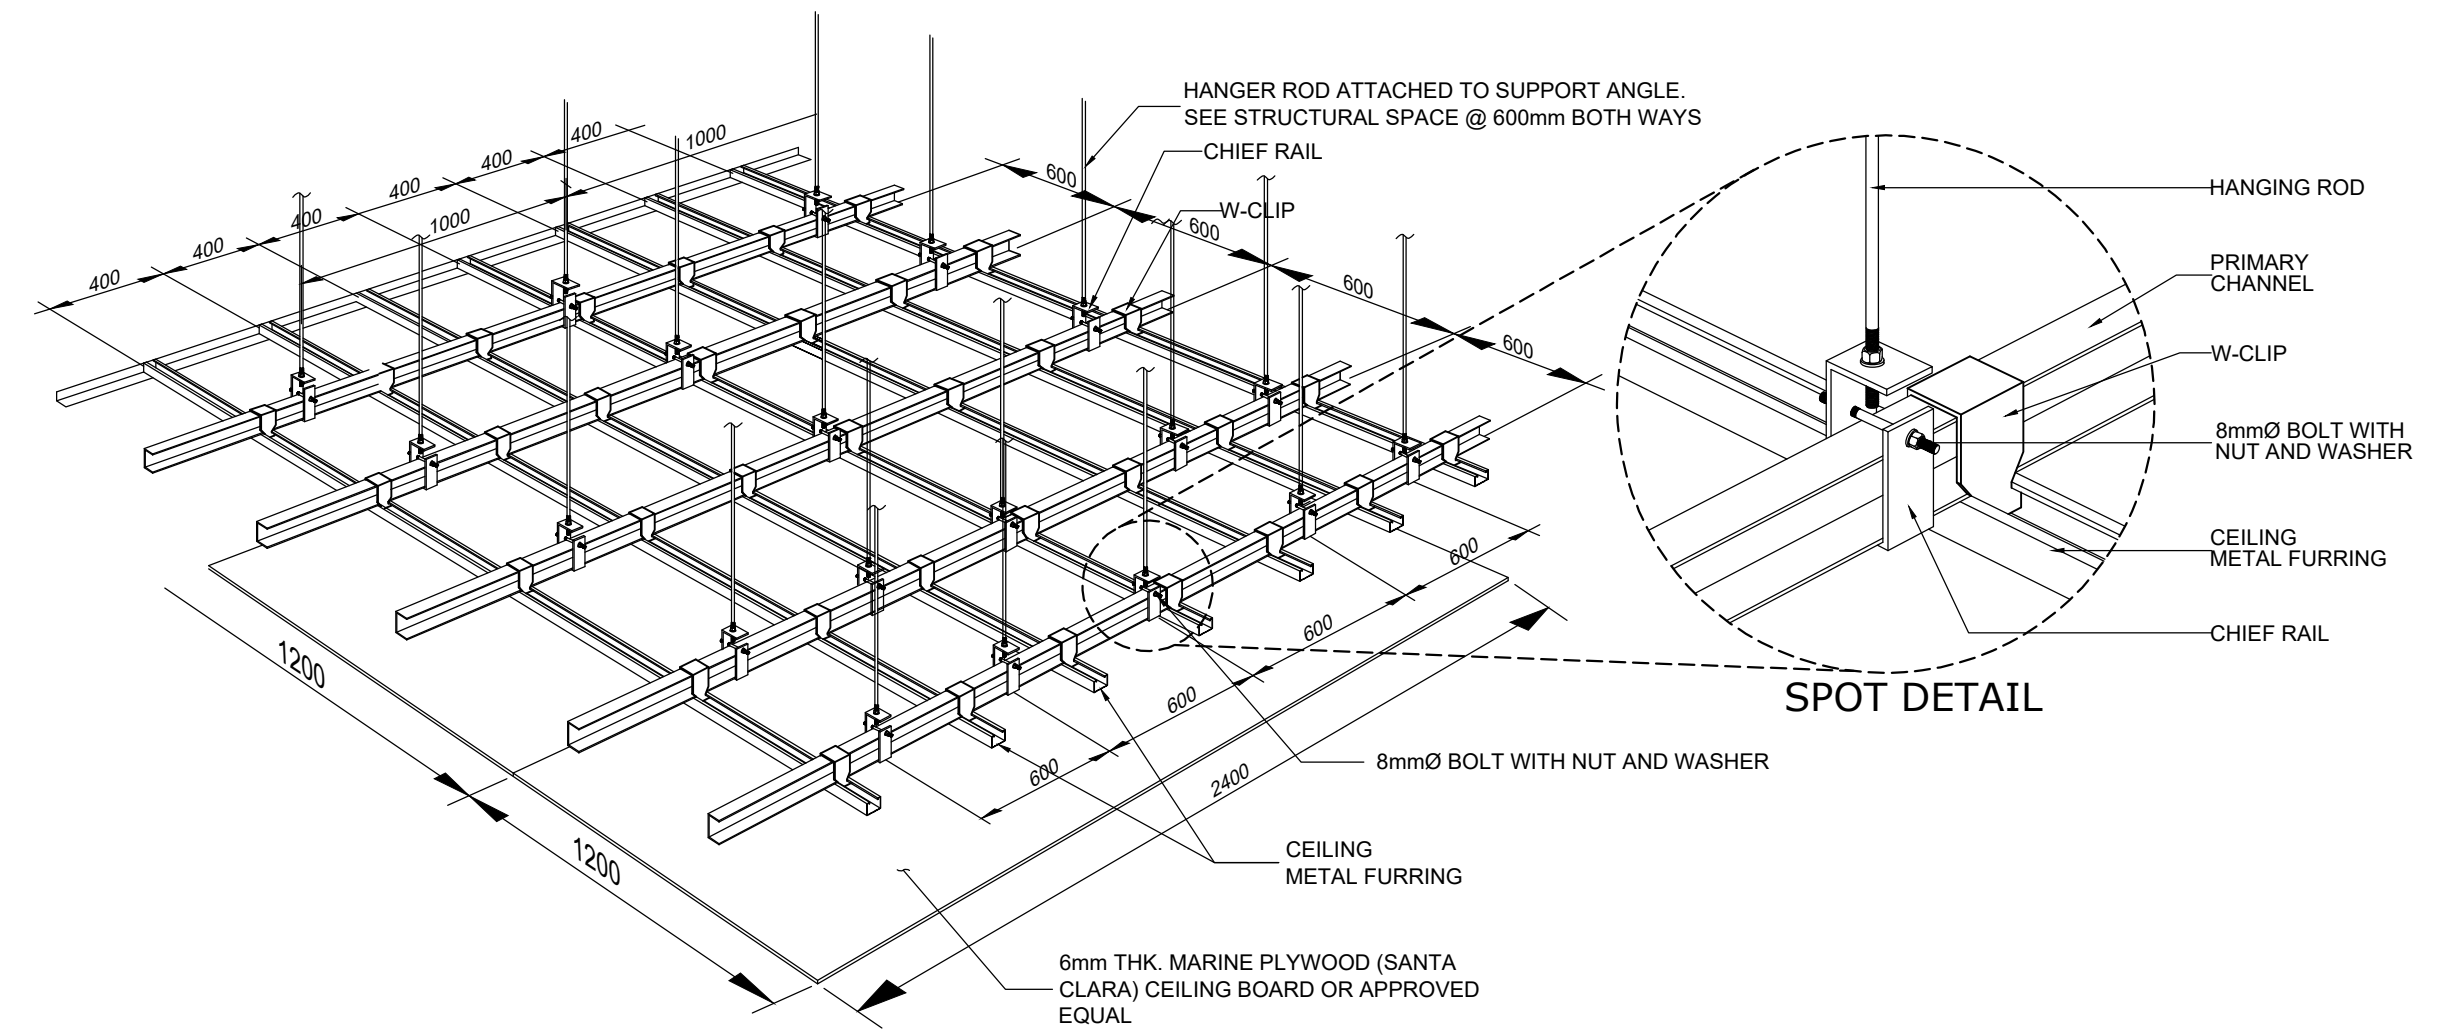 HANGER ROD ATTACHED TO SUPPORT ANGLE.
SEE STRUCTURAL SPACE @ 600mm BOTH WAYS
CHIEF RAIL
W-CLIP
400
400
400
400
400
400
1000
1000
600
600
600
600
HANGING ROD
PRIMARY
CHANNEL
W-CLIP
8mmØ BOLT WITH
NUT AND WASHER
CEILING
METAL FURRING
CHIEF RAIL
SPOT DETAIL
600
600
600
600
2400
1200
1200
8mmØ BOLT WITH NUT AND WASHER
CEILING
METAL FURRING
6mm THK. MARINE PLYWOOD (SANTA
CLARA) CEILING BOARD OR APPROVED
EQUAL